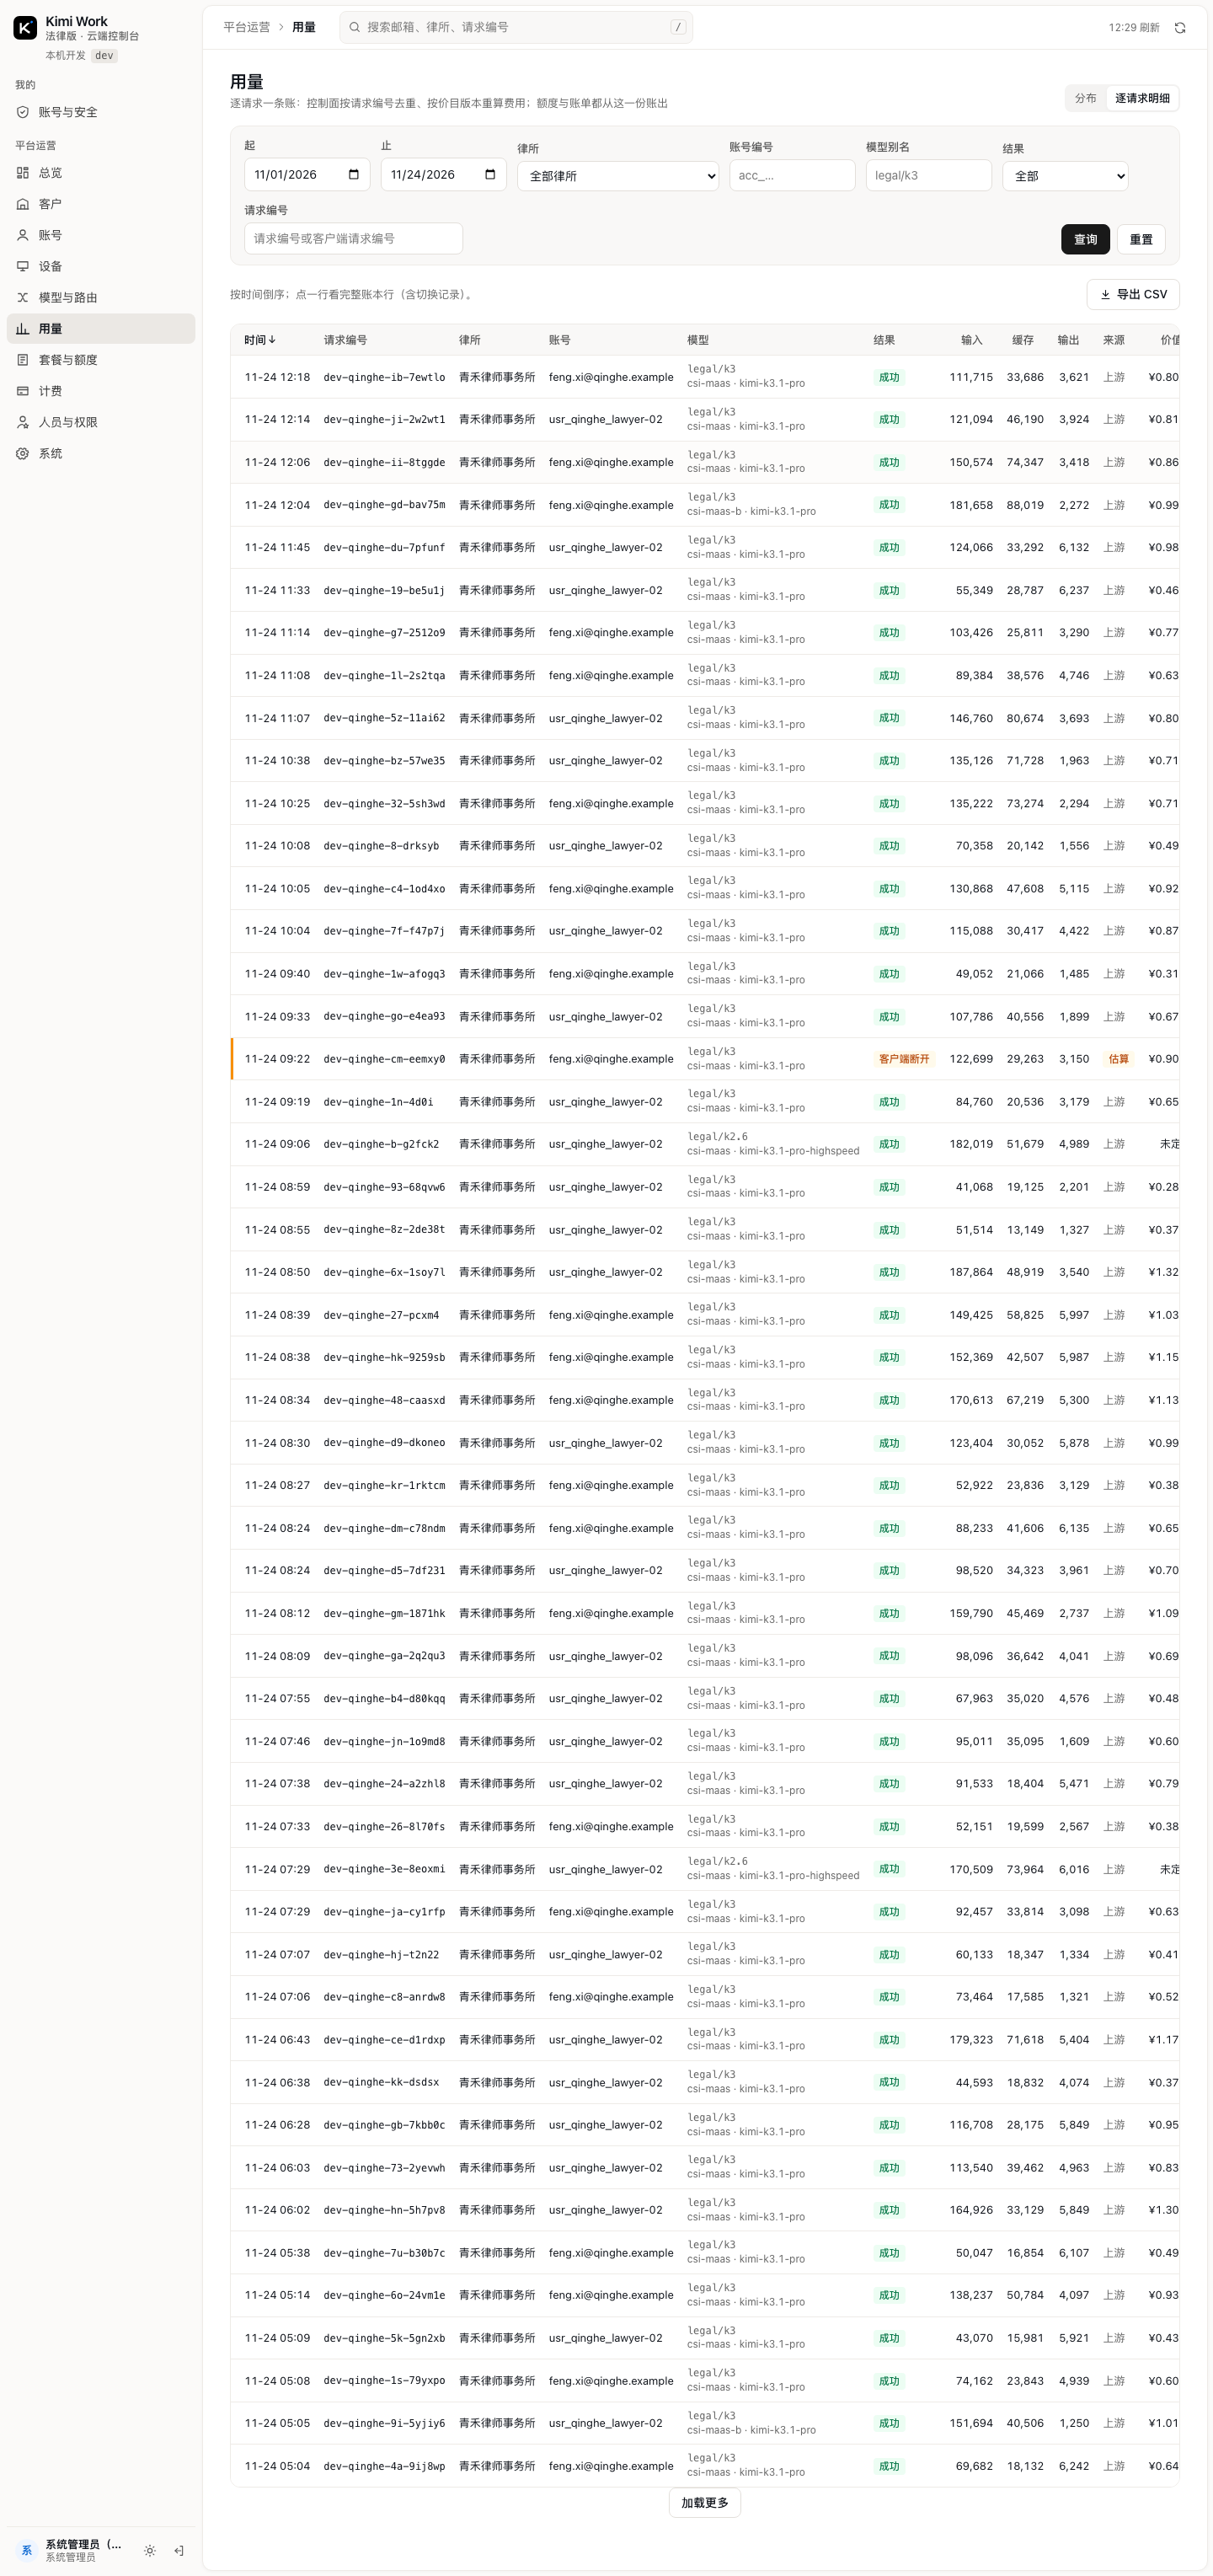 Kimi Work
法律版 · 云端控制台
本机开发 dev
我的
账号与安全
平台运营
总览
客户
账号
设备
模型与路由
用量
套餐与额度
计费
人员与权限
系统
系 系统管理员（...
系统管理员
平台运营 > 用量 搜索邮箱、律所、请求编号 / 12:29 刷新
用量
逐请求一条账：控制面按请求编号去重、按价目版本重算费用；额度与账单都从这一份账出
分布 逐请求明细
起 止 律所 账号编号 模型别名 结果
11/01/2026 11/24/2026 全部律所 acc_... legal/k3 全部
请求编号
请求编号或客户端请求编号 查询 重置
按时间倒序；点一行看完整账本行（含切换记录）。 导出 CSV
时间↓ 请求编号 律所 账号 模型 结果 输入 缓存 输出 来源 价值
11-24 12:18 dev-qinghe-ib-7ewtlo 青禾律师事务所 feng.xi@qinghe.example legal/k3 csi-maas · kimi-k3.1-pro 成功 111,715 33,686 3,621 上游 ¥0.80
11-24 12:14 dev-qinghe-ji-2w2wt1 青禾律师事务所 usr_qinghe_lawyer-02 legal/k3 csi-maas · kimi-k3.1-pro 成功 121,094 46,190 3,924 上游 ¥0.81
11-24 12:06 dev-qinghe-ii-8tggde 青禾律师事务所 feng.xi@qinghe.example legal/k3 csi-maas · kimi-k3.1-pro 成功 150,574 74,347 3,418 上游 ¥0.86
11-24 12:04 dev-qinghe-gd-bav75m 青禾律师事务所 feng.xi@qinghe.example legal/k3 csi-maas-b · kimi-k3.1-pro 成功 181,658 88,019 2,272 上游 ¥0.99
11-24 11:45 dev-qinghe-du-7pfunf 青禾律师事务所 usr_qinghe_lawyer-02 legal/k3 csi-maas · kimi-k3.1-pro 成功 124,066 33,292 6,132 上游 ¥0.98
11-24 11:33 dev-qinghe-19-be5u1j 青禾律师事务所 usr_qinghe_lawyer-02 legal/k3 csi-maas · kimi-k3.1-pro 成功 55,349 28,787 6,237 上游 ¥0.46
11-24 11:14 dev-qinghe-g7-2512o9 青禾律师事务所 feng.xi@qinghe.example legal/k3 csi-maas · kimi-k3.1-pro 成功 103,426 25,811 3,290 上游 ¥0.77
11-24 11:08 dev-qinghe-1l-2s2tqa 青禾律师事务所 feng.xi@qinghe.example legal/k3 csi-maas · kimi-k3.1-pro 成功 89,384 38,576 4,746 上游 ¥0.63
11-24 11:07 dev-qinghe-5z-11ai62 青禾律师事务所 usr_qinghe_lawyer-02 legal/k3 csi-maas · kimi-k3.1-pro 成功 146,760 80,674 3,693 上游 ¥0.80
11-24 10:38 dev-qinghe-bz-57we35 青禾律师事务所 usr_qinghe_lawyer-02 legal/k3 csi-maas · kimi-k3.1-pro 成功 135,126 71,728 1,963 上游 ¥0.71
11-24 10:25 dev-qinghe-32-5sh3wd 青禾律师事务所 feng.xi@qinghe.example legal/k3 csi-maas · kimi-k3.1-pro 成功 135,222 73,274 2,294 上游 ¥0.71
11-24 10:08 dev-qinghe-8-drksyb 青禾律师事务所 usr_qinghe_lawyer-02 legal/k3 csi-maas · kimi-k3.1-pro 成功 70,358 20,142 1,556 上游 ¥0.49
11-24 10:05 dev-qinghe-c4-1od4xo 青禾律师事务所 feng.xi@qinghe.example legal/k3 csi-maas · kimi-k3.1-pro 成功 130,868 47,608 5,115 上游 ¥0.92
11-24 10:04 dev-qinghe-7f-f47p7j 青禾律师事务所 usr_qinghe_lawyer-02 legal/k3 csi-maas · kimi-k3.1-pro 成功 115,088 30,417 4,422 上游 ¥0.87
11-24 09:40 dev-qinghe-1w-afogq3 青禾律师事务所 feng.xi@qinghe.example legal/k3 csi-maas · kimi-k3.1-pro 成功 49,052 21,066 1,485 上游 ¥0.31
11-24 09:33 dev-qinghe-go-e4ea93 青禾律师事务所 usr_qinghe_lawyer-02 legal/k3 csi-maas · kimi-k3.1-pro 成功 107,786 40,556 1,899 上游 ¥0.67
11-24 09:22 dev-qinghe-cm-eemxy0 青禾律师事务所 feng.xi@qinghe.example legal/k3 csi-maas · kimi-k3.1-pro 客户端断开 122,699 29,263 3,150 估算 ¥0.90
11-24 09:19 dev-qinghe-1n-4d0i 青禾律师事务所 usr_qinghe_lawyer-02 legal/k3 csi-maas · kimi-k3.1-pro 成功 84,760 20,536 3,179 上游 ¥0.65
11-24 09:06 dev-qinghe-b-g2fck2 青禾律师事务所 usr_qinghe_lawyer-02 legal/k2.6 csi-maas · kimi-k3.1-pro-highspeed 成功 182,019 51,679 4,989 上游 未定
11-24 08:59 dev-qinghe-93-68qvw6 青禾律师事务所 usr_qinghe_lawyer-02 legal/k3 csi-maas · kimi-k3.1-pro 成功 41,068 19,125 2,201 上游 ¥0.28
11-24 08:55 dev-qinghe-8z-2de38t 青禾律师事务所 usr_qinghe_lawyer-02 legal/k3 csi-maas · kimi-k3.1-pro 成功 51,514 13,149 1,327 上游 ¥0.37
11-24 08:50 dev-qinghe-6x-1soy7l 青禾律师事务所 usr_qinghe_lawyer-02 legal/k3 csi-maas · kimi-k3.1-pro 成功 187,864 48,919 3,540 上游 ¥1.32
11-24 08:39 dev-qinghe-27-pcxm4 青禾律师事务所 feng.xi@qinghe.example legal/k3 csi-maas · kimi-k3.1-pro 成功 149,425 58,825 5,997 上游 ¥1.03
11-24 08:38 dev-qinghe-hk-9259sb 青禾律师事务所 feng.xi@qinghe.example legal/k3 csi-maas · kimi-k3.1-pro 成功 152,369 42,507 5,987 上游 ¥1.15
11-24 08:34 dev-qinghe-48-caasxd 青禾律师事务所 feng.xi@qinghe.example legal/k3 csi-maas · kimi-k3.1-pro 成功 170,613 67,219 5,300 上游 ¥1.13
11-24 08:30 dev-qinghe-d9-dkoneo 青禾律师事务所 usr_qinghe_lawyer-02 legal/k3 csi-maas · kimi-k3.1-pro 成功 123,404 30,052 5,878 上游 ¥0.99
11-24 08:27 dev-qinghe-kr-1rktcm 青禾律师事务所 feng.xi@qinghe.example legal/k3 csi-maas · kimi-k3.1-pro 成功 52,922 23,836 3,129 上游 ¥0.38
11-24 08:24 dev-qinghe-dm-c78ndm 青禾律师事务所 feng.xi@qinghe.example legal/k3 csi-maas · kimi-k3.1-pro 成功 88,233 41,606 6,135 上游 ¥0.65
11-24 08:24 dev-qinghe-d5-7df231 青禾律师事务所 usr_qinghe_lawyer-02 legal/k3 csi-maas · kimi-k3.1-pro 成功 98,520 34,323 3,961 上游 ¥0.70
11-24 08:12 dev-qinghe-gm-1871hk 青禾律师事务所 feng.xi@qinghe.example legal/k3 csi-maas · kimi-k3.1-pro 成功 159,790 45,469 2,737 上游 ¥1.09
11-24 08:09 dev-qinghe-ga-2q2qu3 青禾律师事务所 usr_qinghe_lawyer-02 legal/k3 csi-maas · kimi-k3.1-pro 成功 98,096 36,642 4,041 上游 ¥0.69
11-24 07:55 dev-qinghe-b4-d80kqq 青禾律师事务所 usr_qinghe_lawyer-02 legal/k3 csi-maas · kimi-k3.1-pro 成功 67,963 35,020 4,576 上游 ¥0.48
11-24 07:46 dev-qinghe-jn-1o9md8 青禾律师事务所 usr_qinghe_lawyer-02 legal/k3 csi-maas · kimi-k3.1-pro 成功 95,011 35,095 1,609 上游 ¥0.60
11-24 07:38 dev-qinghe-24-a2zhl8 青禾律师事务所 usr_qinghe_lawyer-02 legal/k3 csi-maas · kimi-k3.1-pro 成功 91,533 18,404 5,471 上游 ¥0.79
11-24 07:33 dev-qinghe-26-8l70fs 青禾律师事务所 feng.xi@qinghe.example legal/k3 csi-maas · kimi-k3.1-pro 成功 52,151 19,599 2,567 上游 ¥0.38
11-24 07:29 dev-qinghe-3e-8eoxmi 青禾律师事务所 usr_qinghe_lawyer-02 legal/k2.6 csi-maas · kimi-k3.1-pro-highspeed 成功 170,509 73,964 6,016 上游 未定
11-24 07:29 dev-qinghe-ja-cy1rfp 青禾律师事务所 feng.xi@qinghe.example legal/k3 csi-maas · kimi-k3.1-pro 成功 92,457 33,814 3,098 上游 ¥0.63
11-24 07:07 dev-qinghe-hj-t2n22 青禾律师事务所 usr_qinghe_lawyer-02 legal/k3 csi-maas · kimi-k3.1-pro 成功 60,133 18,347 1,334 上游 ¥0.41
11-24 07:06 dev-qinghe-c8-anrdw8 青禾律师事务所 feng.xi@qinghe.example legal/k3 csi-maas · kimi-k3.1-pro 成功 73,464 17,585 1,321 上游 ¥0.52
11-24 06:43 dev-qinghe-ce-d1rdxp 青禾律师事务所 usr_qinghe_lawyer-02 legal/k3 csi-maas · kimi-k3.1-pro 成功 179,323 71,618 5,404 上游 ¥1.17
11-24 06:38 dev-qinghe-kk-dsdsx 青禾律师事务所 usr_qinghe_lawyer-02 legal/k3 csi-maas · kimi-k3.1-pro 成功 44,593 18,832 4,074 上游 ¥0.37
11-24 06:28 dev-qinghe-gb-7kbb0c 青禾律师事务所 usr_qinghe_lawyer-02 legal/k3 csi-maas · kimi-k3.1-pro 成功 116,708 28,175 5,849 上游 ¥0.95
11-24 06:03 dev-qinghe-73-2yevwh 青禾律师事务所 usr_qinghe_lawyer-02 legal/k3 csi-maas · kimi-k3.1-pro 成功 113,540 39,462 4,963 上游 ¥0.83
11-24 06:02 dev-qinghe-hn-5h7pv8 青禾律师事务所 usr_qinghe_lawyer-02 legal/k3 csi-maas · kimi-k3.1-pro 成功 164,926 33,129 5,849 上游 ¥1.30
11-24 05:38 dev-qinghe-7u-b30b7c 青禾律师事务所 feng.xi@qinghe.example legal/k3 csi-maas · kimi-k3.1-pro 成功 50,047 16,854 6,107 上游 ¥0.49
11-24 05:14 dev-qinghe-6o-24vm1e 青禾律师事务所 feng.xi@qinghe.example legal/k3 csi-maas · kimi-k3.1-pro 成功 138,237 50,784 4,097 上游 ¥0.93
11-24 05:09 dev-qinghe-5k-5gn2xb 青禾律师事务所 usr_qinghe_lawyer-02 legal/k3 csi-maas · kimi-k3.1-pro 成功 43,070 15,981 5,921 上游 ¥0.43
11-24 05:08 dev-qinghe-1s-79yxpo 青禾律师事务所 feng.xi@qinghe.example legal/k3 csi-maas · kimi-k3.1-pro 成功 74,162 23,843 4,939 上游 ¥0.60
11-24 05:05 dev-qinghe-9i-5yjiy6 青禾律师事务所 usr_qinghe_lawyer-02 legal/k3 csi-maas-b · kimi-k3.1-pro 成功 151,694 40,506 1,250 上游 ¥1.01
11-24 05:04 dev-qinghe-4a-9ij8wp 青禾律师事务所 feng.xi@qinghe.example legal/k3 csi-maas · kimi-k3.1-pro 成功 69,682 18,132 6,242 上游 ¥0.64
加载更多